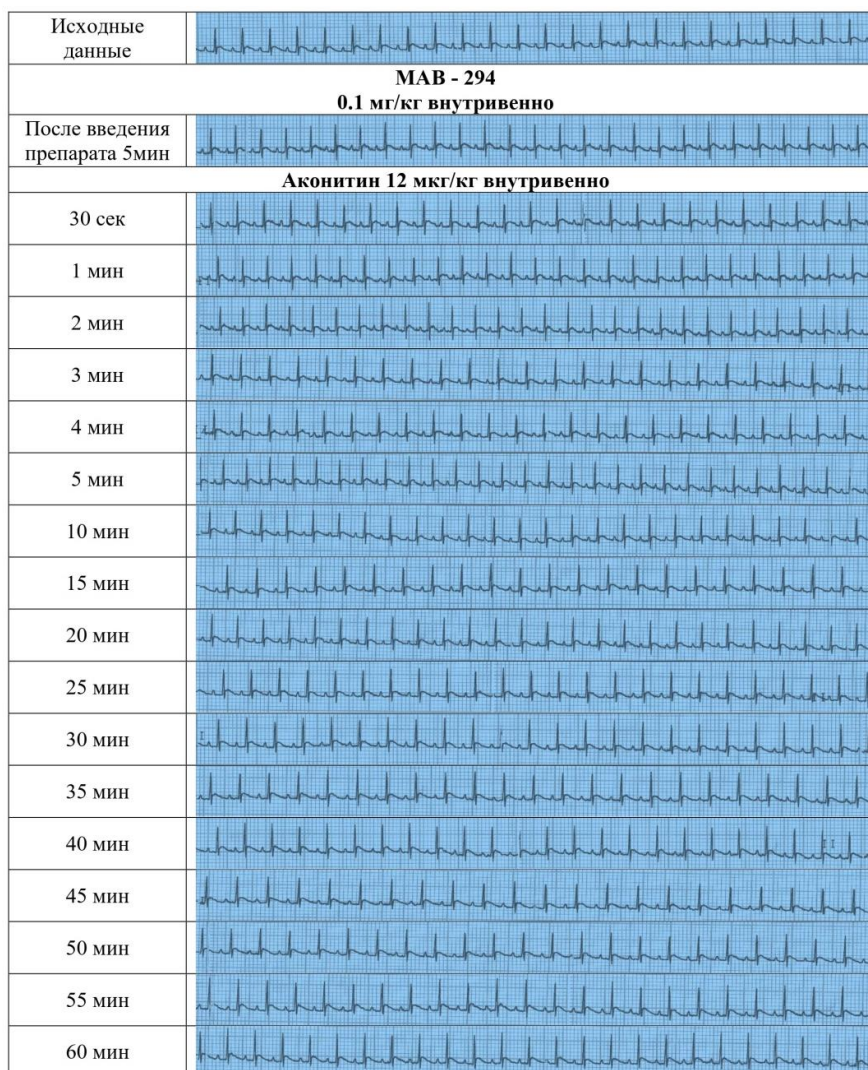 Исходные
данные
МАВ - 294
0.1 мг/кг внутривенно
После введения
препарата 5мин
Аконитин 12 мкг/кг внутривенно
30 сек
1 мин
2 мин
3 мин
4 мин
5 мин
10 мин
15 мин
20 мин
25 мин
30 мин
35 мин
40 мин
45 мин
50 мин
55 мин
60 мин